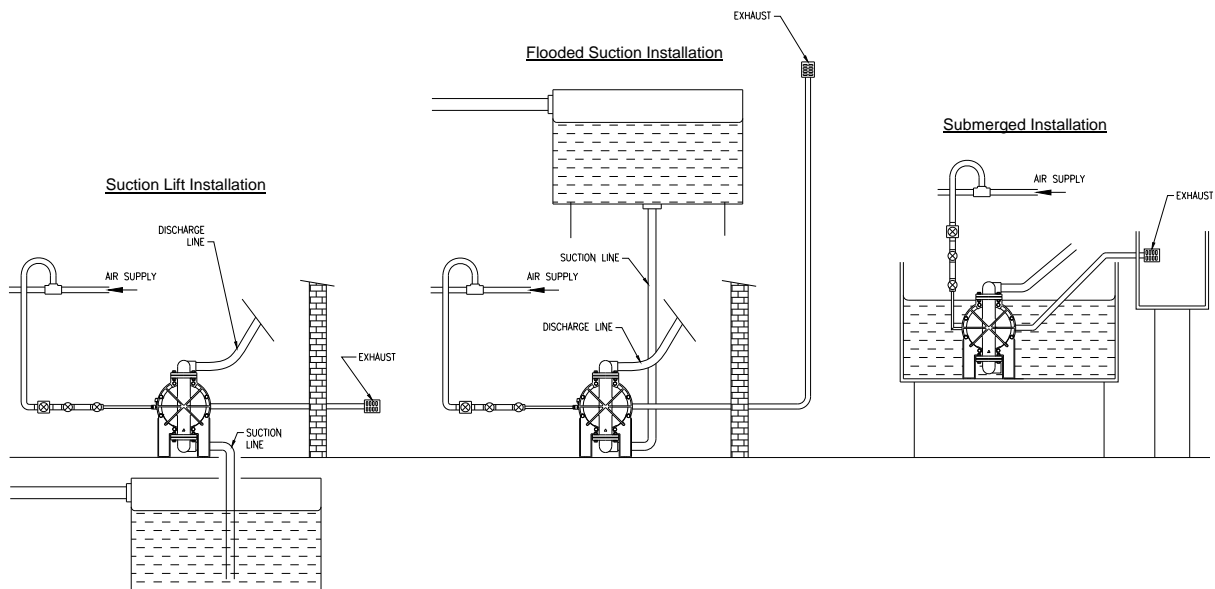 Suction Lift Installation
DISCHARGE
LINE
AIR SUPPLY
EXHAUST
SUCTION
LINE
Flooded Suction Installation
EXHAUST
SUCTION LINE
AIR SUPPLY
DISCHARGE LINE
Submerged Installation
AIR SUPPLY
EXHAUST